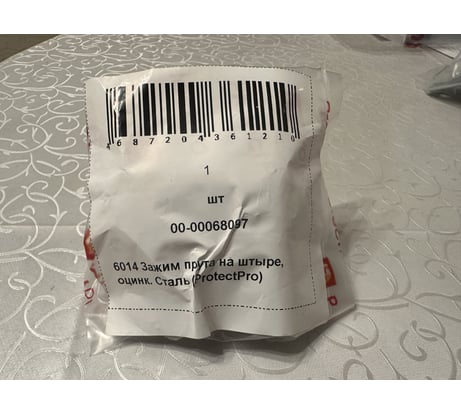 4687204361210
1
шт
00-00068097
6014 Зажим прута на штыре,
оцинк. Сталь (ProtectPro)